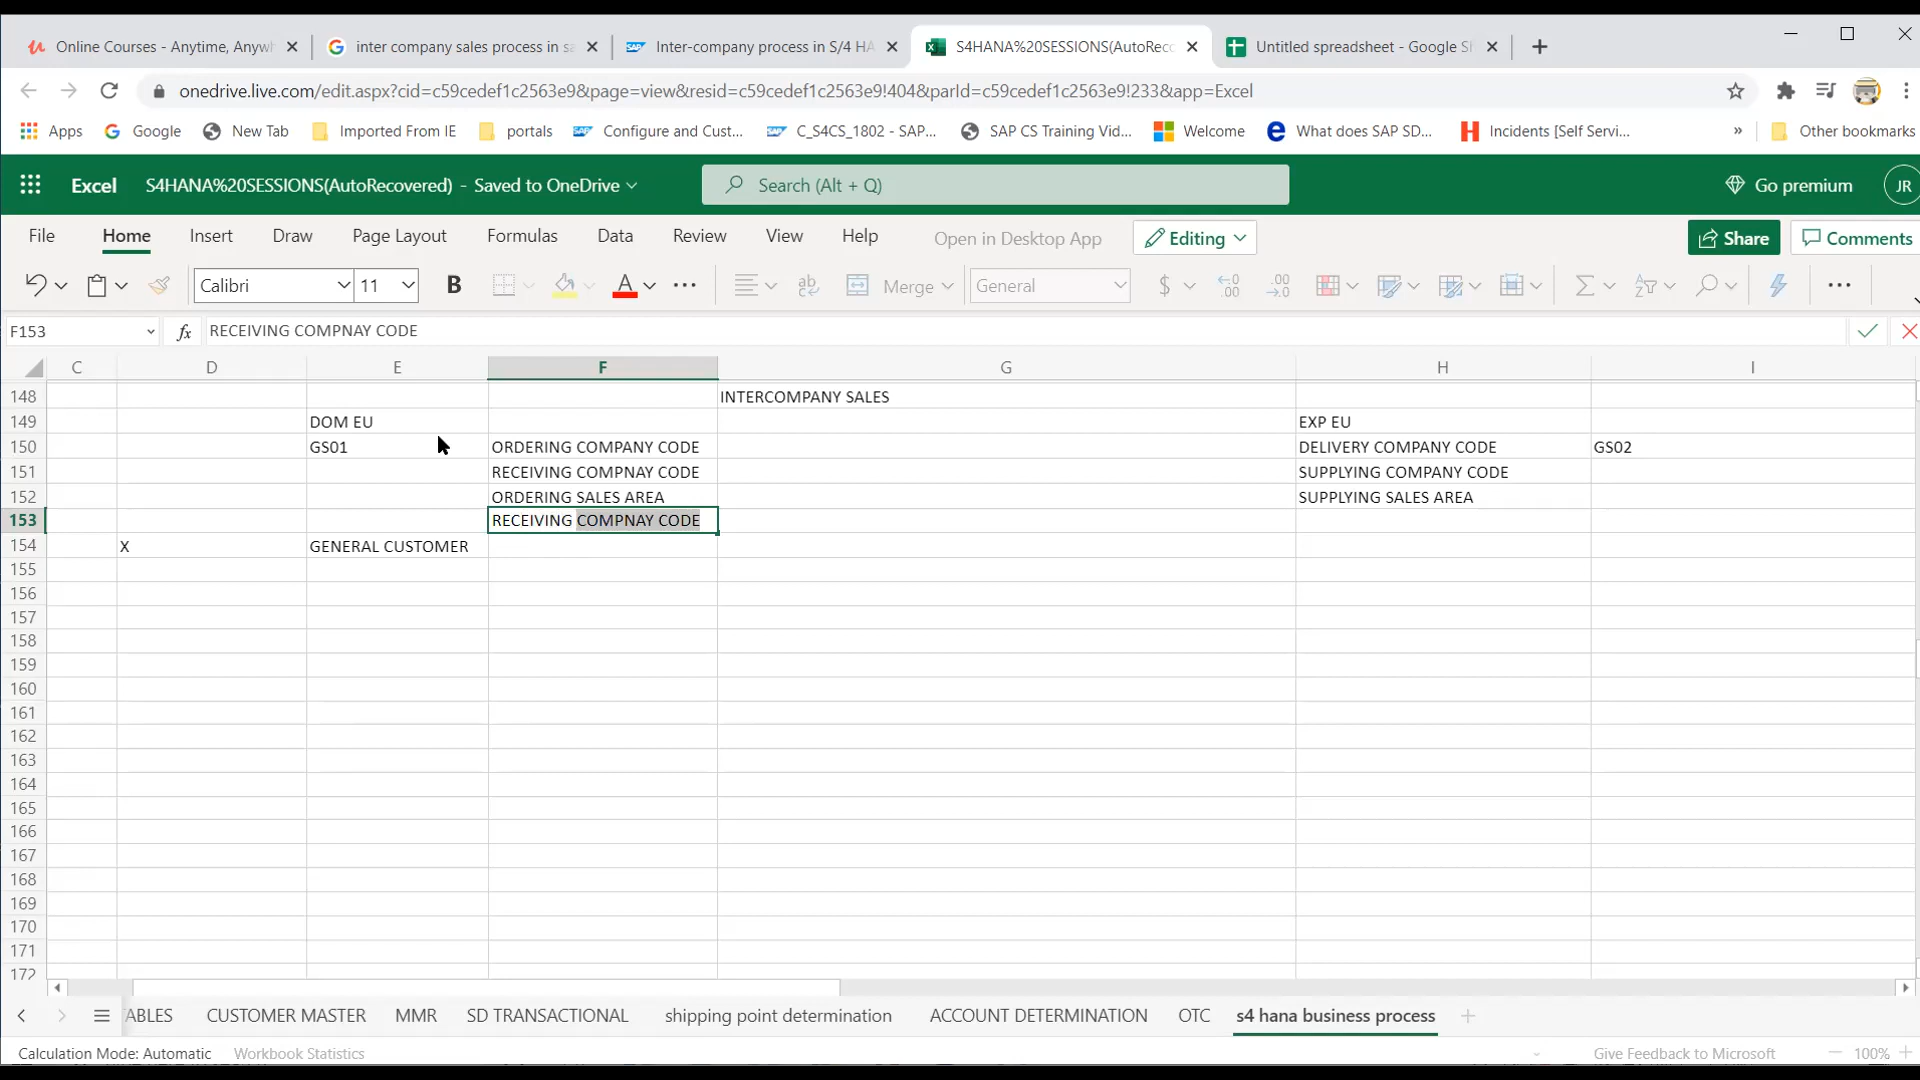 Online Courses - Anytime, Anywh
inter company sales process in sa
Inter-company process in S/4 HA
S4HANA%20SESSIONS(AutoReco
Untitled spreadsheet - Google Sh
onedrive.live.com/edit.aspx?cid=c59cedef1c2563e9&page=view&resid=c59cedef1c2563e9!404&parId=c59cedef1c2563e9!233&app=Excel
Apps Google New Tab Imported From IE portals Configure and Cust... C_S4CS_1802 - SAP... SAP CS Training Vid... Welcome What does SAP SD... Incidents [Self Servi... » Other bookmarks
Excel S4HANA%20SESSIONS(AutoRecovered) - Saved to OneDrive Search (Alt + Q) Go premium JR
File Home Insert Draw Page Layout Formulas Data Review View Help Open in Desktop App Editing Share Comments
Calibri 11 B A Merge General $
F153 fx RECEIVING COMPNAY CODE
C D E F G H I
148 INTERCOMPANY SALES
149 DOM EU EXP EU
150 GS01 ORDERING COMPANY CODE DELIVERY COMPANY CODE GS02
151 RECEIVING COMPNAY CODE SUPPLYING COMPANY CODE
152 ORDERING SALES AREA SUPPLYING SALES AREA
153 RECEIVING COMPNAY CODE
154 X GENERAL CUSTOMER
155
156
157
158
159
160
161
162
163
164
165
166
167
168
169
170
171
172
ABLES CUSTOMER MASTER MMR SD TRANSACTIONAL shipping point determination ACCOUNT DETERMINATION OTC s4 hana business process
Calculation Mode: Automatic Workbook Statistics Give Feedback to Microsoft 100%